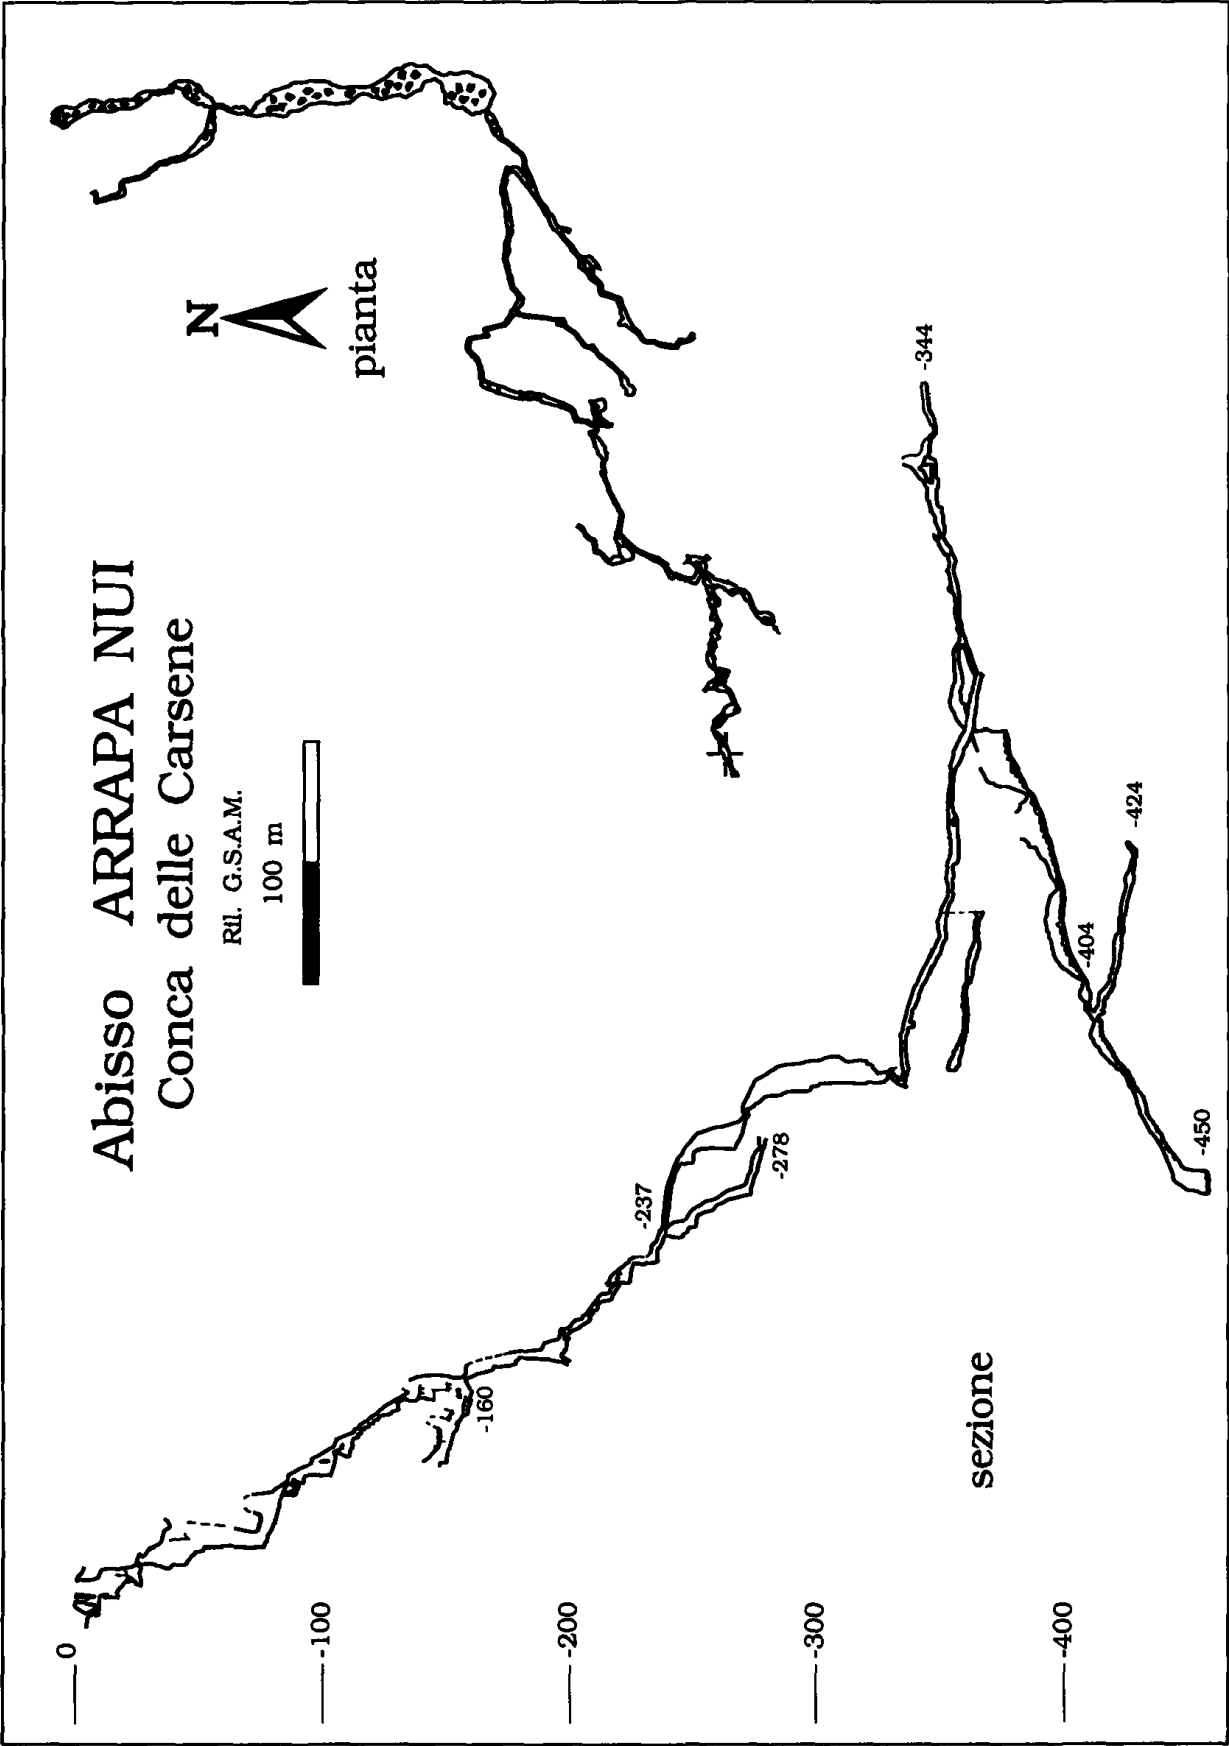 Abisso ARRAPA NUI
Conca delle Carsene
Ril. G.S.A.M.
100 m
N
pianta
0
-100
-200
-300
-400
-160
-237
-278
-344
-404
-424
-450
sezione